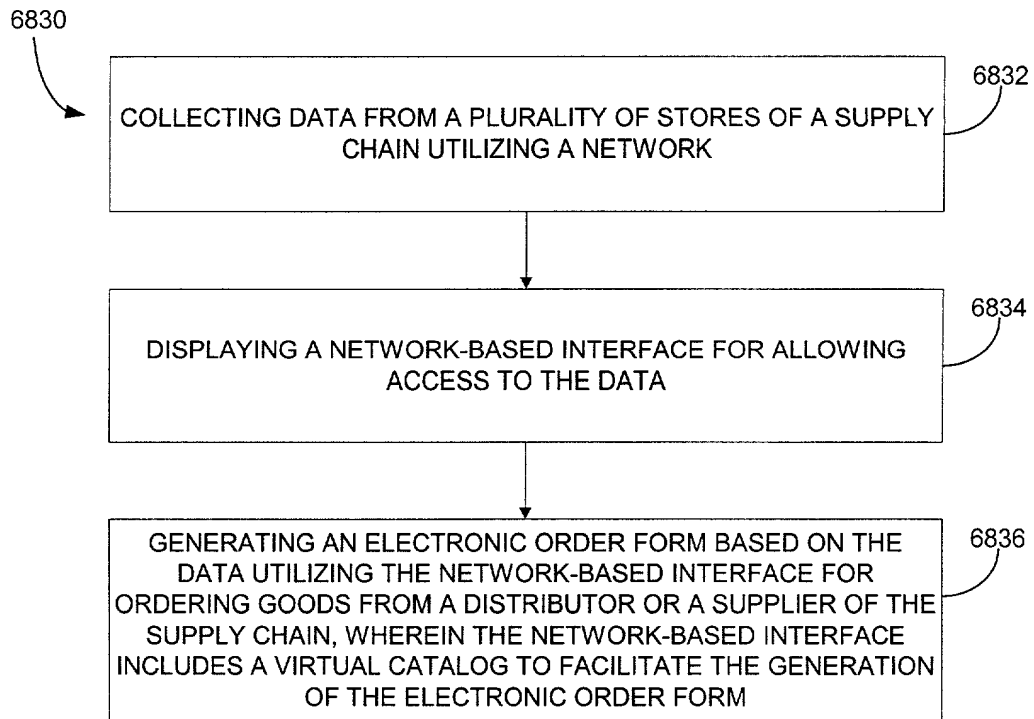 6830
6832
COLLECTING DATA FROM A PLURALITY OF STORES OF A SUPPLY
CHAIN UTILIZING A NETWORK
6834
DISPLAYING A NETWORK-BASED INTERFACE FOR ALLOWING
ACCESS TO THE DATA
6836
GENERATING AN ELECTRONIC ORDER FORM BASED ON THE
DATA UTILIZING THE NETWORK-BASED INTERFACE FOR
ORDERING GOODS FROM A DISTRIBUTOR OR A SUPPLIER OF THE
SUPPLY CHAIN, WHEREIN THE NETWORK-BASED INTERFACE
INCLUDES A VIRTUAL CATALOG TO FACILITATE THE GENERATION
OF THE ELECTRONIC ORDER FORM